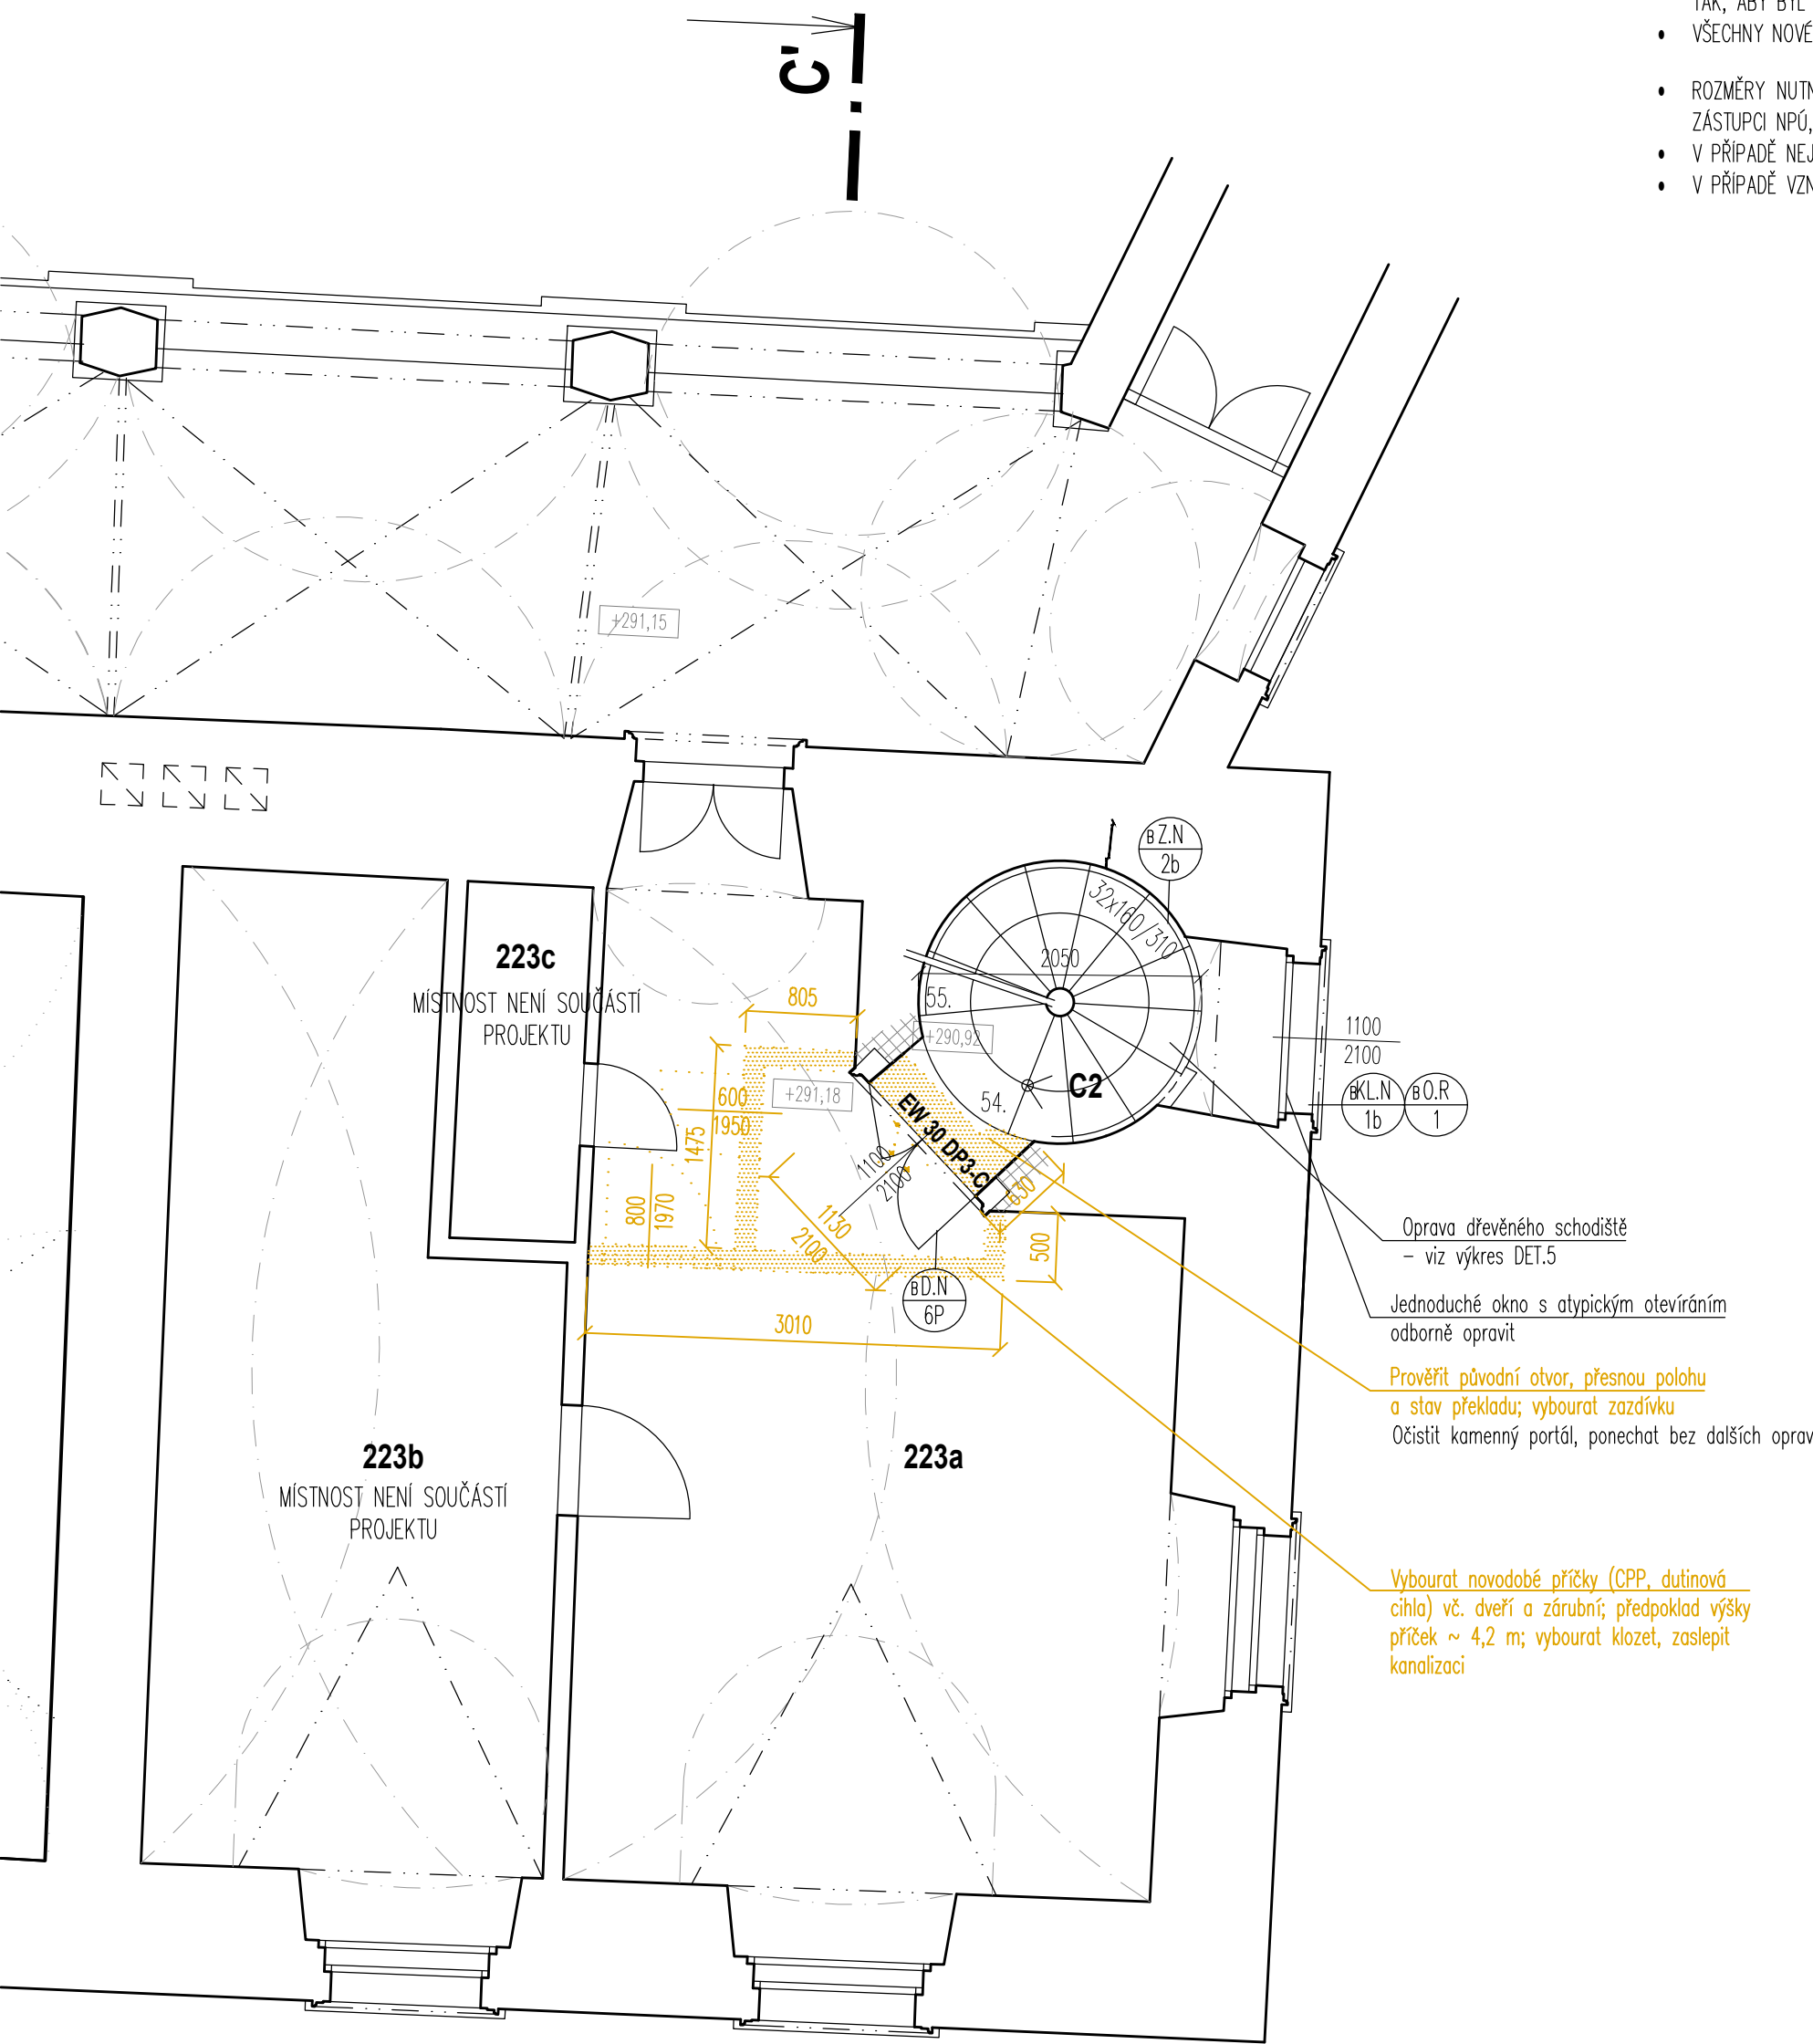 TAK, ABY BYL
• VŠECHNY NOVÉ
• ROZMĚRY NUTN
ZÁSTUPCI NPÚ,
• V PŘÍPADĚ NEJ
• V PŘÍPADĚ VZN
C'
+291,15
B Z.N
2b
32x160/310
2050
55.
+290,92
54.
C2
223c
MÍSTNOST NENÍ SOUČÁSTÍ
PROJEKTU
805
600
1950
+291,18
1475
800
1970
EW 30 DP3-C
1100
2100
1130
2100
630
500
3010
B D.N
6P
1100
2100
B KL.N
1b
B O.R
1
Oprava dřevěného schodiště
– viz výkres DET.5
Jednoduché okno s atypickým otevíráním
odborně opravit
Prověřit původní otvor, přesnou polohu
a stav překladu; vybourat zazdívku
Očistit kamenný portál, ponechat bez dalších oprav
223b
MÍSTNOST NENÍ SOUČÁSTÍ
PROJEKTU
223a
Vybourat novodobé příčky (CPP, dutinová
cihla) vč. dveří a zárubní; předpoklad výšky
příček ~ 4,2 m; vybourat klozet, zaslepit
kanalizaci